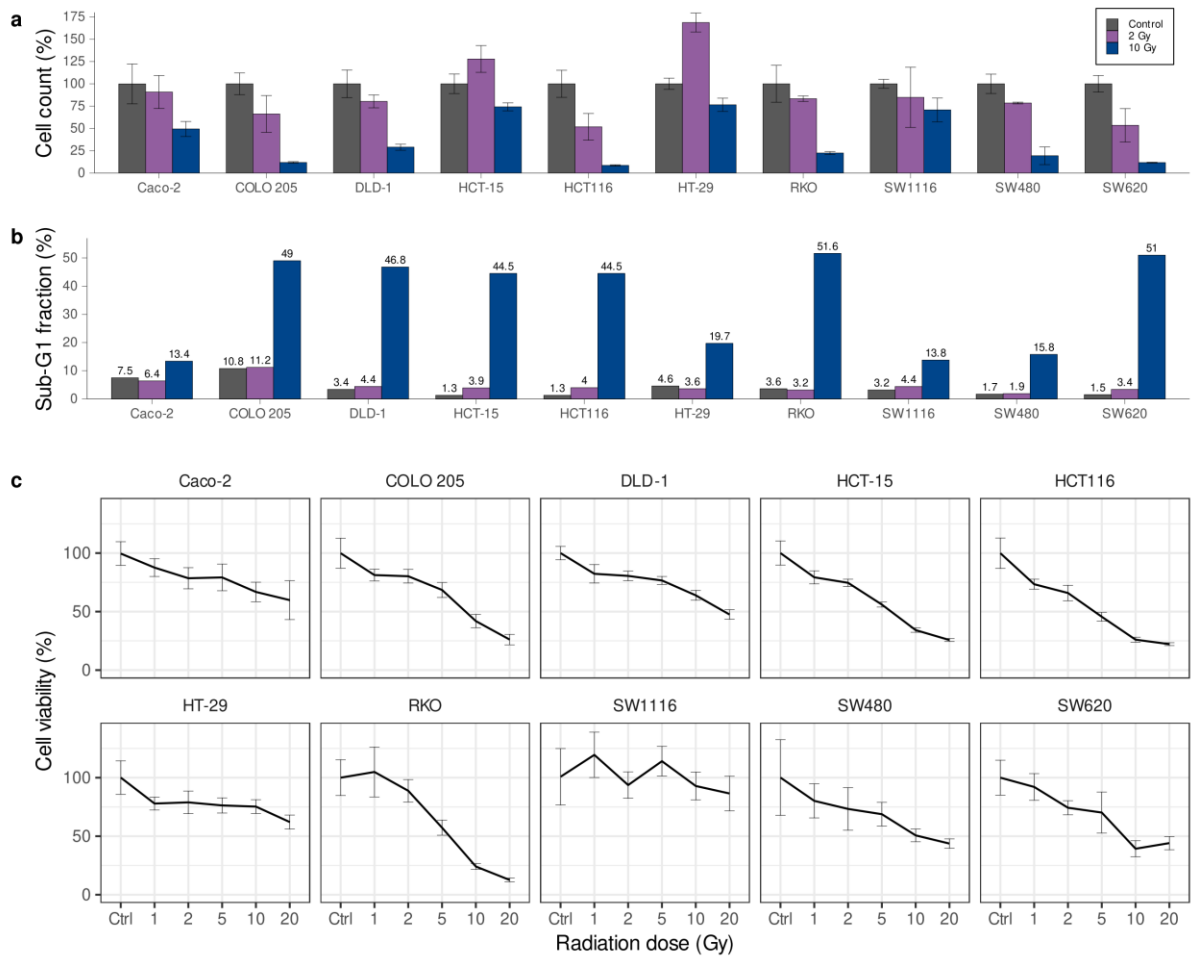 a
Cell count (%)
175
150
125
100
75
50
25
0
Control
2 Gy
10 Gy
Caco-2 COLO 205 DLD-1 HCT-15 HCT116 HT-29 RKO SW1116 SW480 SW620
b
Sub-G1 fraction (%)
50
40
30
20
10
0
7.5 6.4 13.4 10.8 11.2 49 3.4 4.4 46.8 1.3 3.9 44.5 1.3 4 44.5 4.6 3.6 19.7 3.6 3.2 51.6 3.2 4.4 13.8 1.7 1.9 15.8 1.5 3.4 51
Caco-2 COLO 205 DLD-1 HCT-15 HCT116 HT-29 RKO SW1116 SW480 SW620
c
Cell viability (%)
Caco-2 COLO 205 DLD-1 HCT-15 HCT116
100
50
0
HT-29 RKO SW1116 SW480 SW620
100
50
0
Ctrl 1 2 5 10 20 Ctrl 1 2 5 10 20 Ctrl 1 2 5 10 20 Ctrl 1 2 5 10 20 Ctrl 1 2 5 10 20
Radiation dose (Gy)